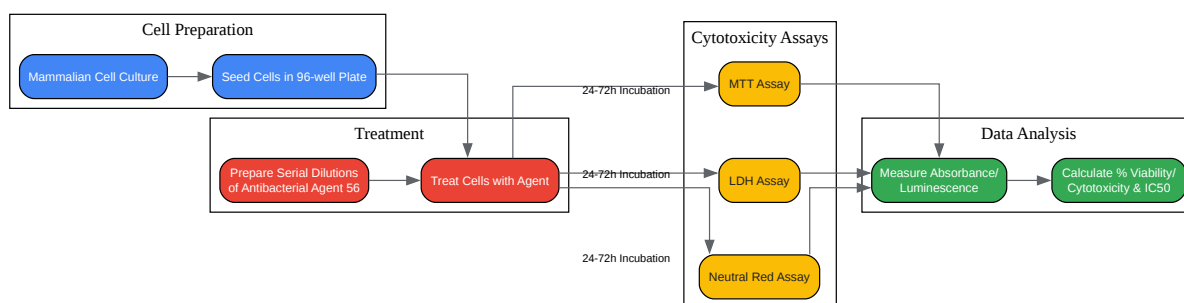 Cell Preparation
Mammalian Cell Culture
Seed Cells in 96-well Plate
Treatment
Prepare Serial Dilutions
of Antibacterial Agent 56
Treat Cells with Agent
24-72h Incubation
24-72h Incubation
24-72h Incubation
Cytotoxicity Assays
MTT Assay
LDH Assay
Neutral Red Assay
Data Analysis
Measure Absorbance/
Luminescence
Calculate % Viability/
Cytotoxicity & IC50